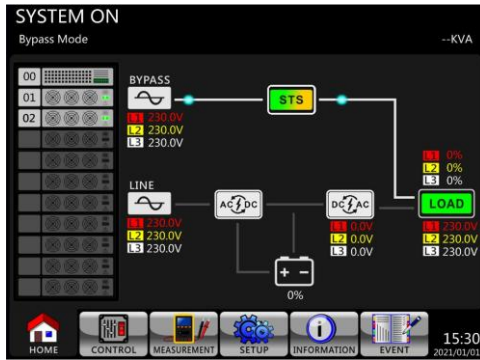 SYSTEM ON
Bypass Mode
--KVA
00
01
02
BYPASS
L1 230.0V
L2 230.0V
L3 230.0V
STS
LINE
L1 230.0V
L2 230.0V
L3 230.0V
AC DC
DC AC
L1 0.0V
L2 0.0V
L3 0.0V
L1 0%
L2 0%
L3 0%
LOAD
L1 230.0V
L2 230.0V
L3 230.0V
+ -
0%
HOME
CONTROL
MEASUREMENT
SETUP
INFORMATION
EVENT
15:30
2021/01/01